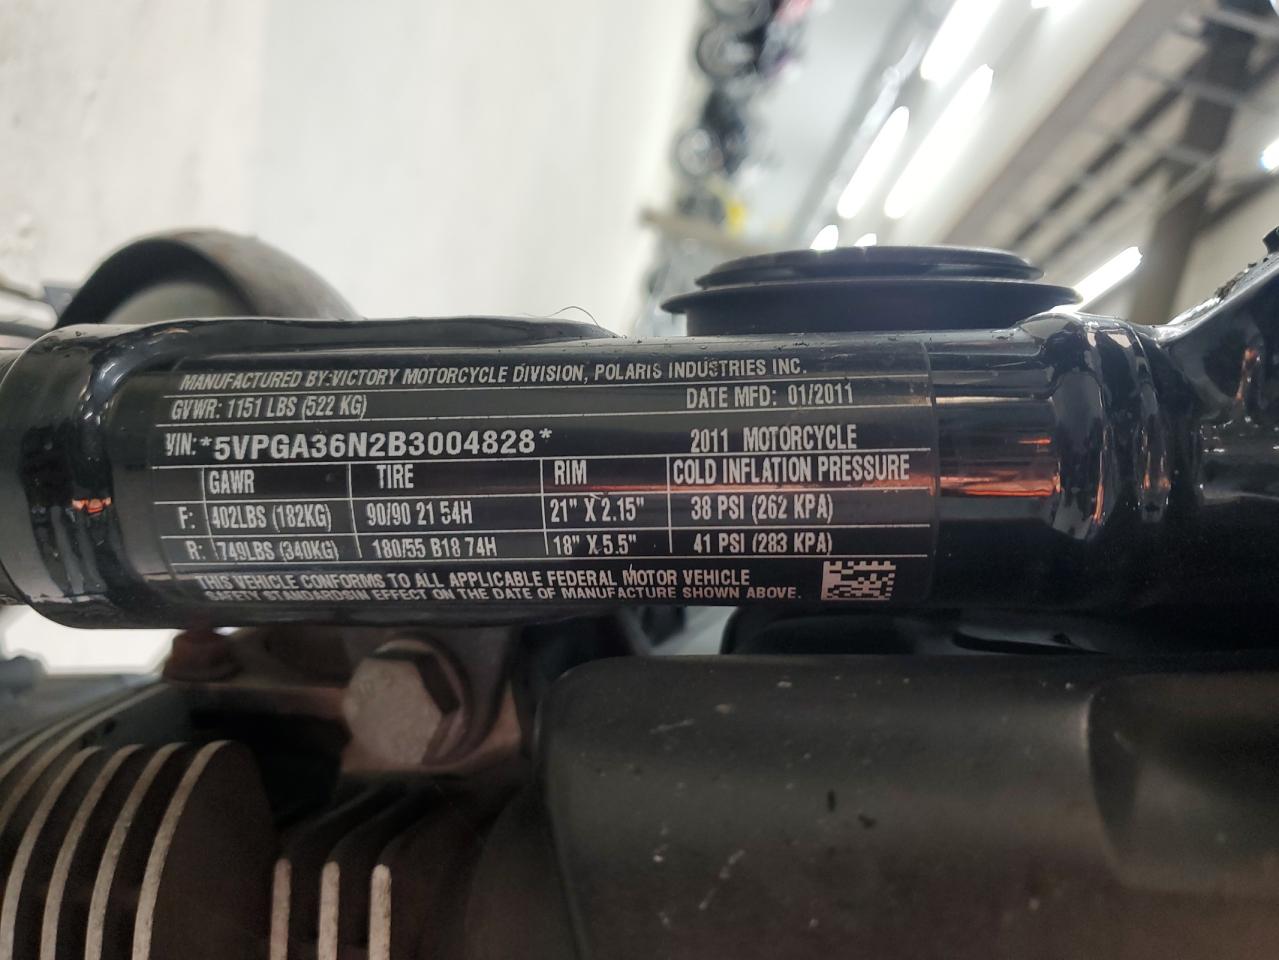 MANUFACTURED BY:VICTORY MOTORCYCLE DIVISION, POLARIS INDUSTRIES INC.
GVWR: 1151 LBS (522 KG) DATE MFD: 01/2011
VIN:*5VPGA36N2B3004828* 2011 MOTORCYCLE
GAWR TIRE RIM COLD INFLATION PRESSURE
F: 402LBS (182KG) 90/90 21 54H 21" X 2.15" 38 PSI (262 KPA)
R: 749LBS (340KG) 180/55 B18 74H 18" X 5.5" 41 PSI (283 KPA)
THIS VEHICLE CONFORMS TO ALL APPLICABLE FEDERAL MOTOR VEHICLE
SAFETY STANDARDSIN EFFECT ON THE DATE OF MANUFACTURE SHOWN ABOVE.